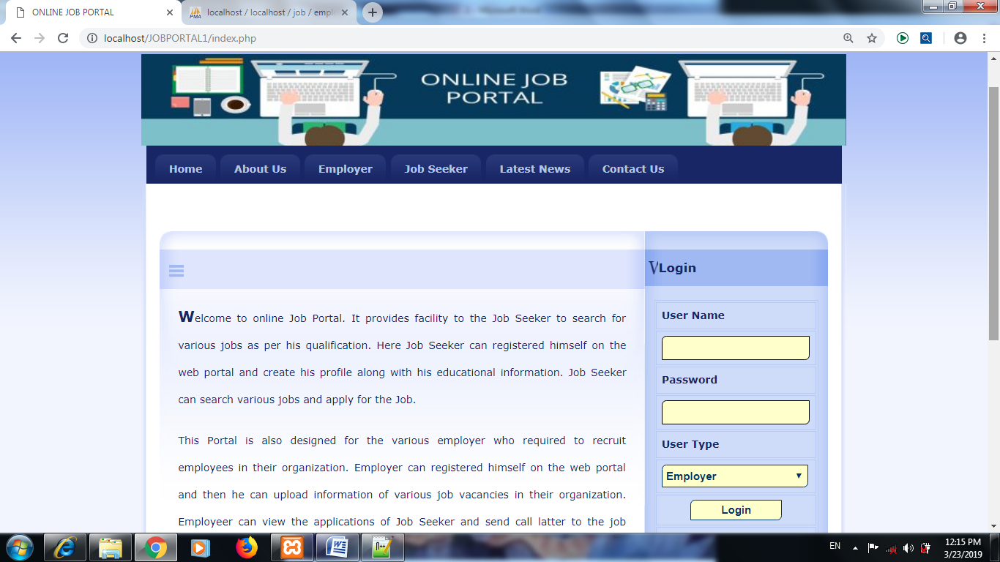 ONLINE JOB PORTAL
localhost / localhost / job / empl
localhost/JOBPORTAL1/index.php
ONLINE JOB
PORTAL
Home About Us Employer Job Seeker Latest News Contact Us
Login
User Name
Password
User Type
Employer
Login
Welcome to online Job Portal. It provides facility to the Job Seeker to search for
various jobs as per his qualification. Here Job Seeker can registered himself on the
web portal and create his profile along with his educational information. Job Seeker
can search various jobs and apply for the Job.
This Portal is also designed for the various employer who required to recruit
employees in their organization. Employer can registered himself on the web portal
and then he can upload information of various job vacancies in their organization.
Employeer can view the applications of Job Seeker and send call latter to the job
EN
12:15 PM
3/23/2019